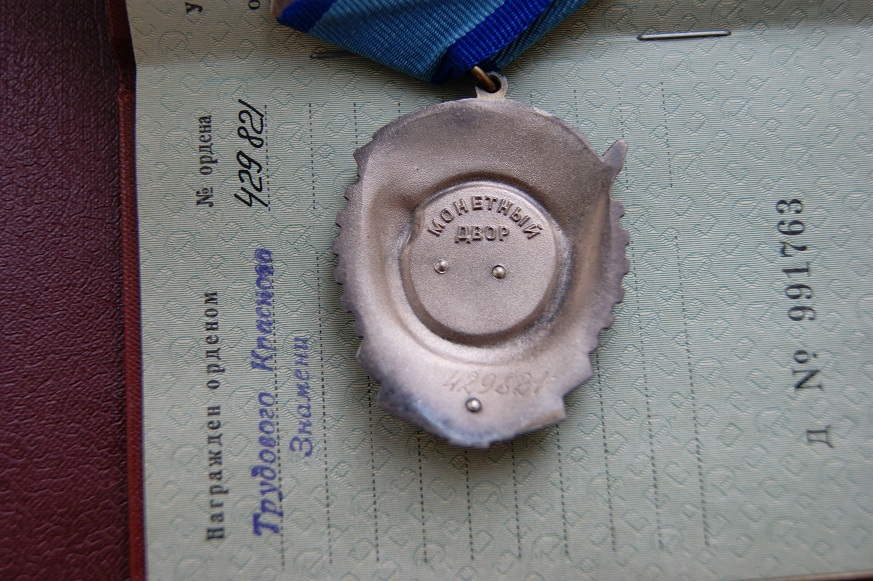 № ордена
429821
Награжден орденом
Трудового Красного
Знамени
МОНЕТНЫЙ
ДВОР
429821
Д № 991763